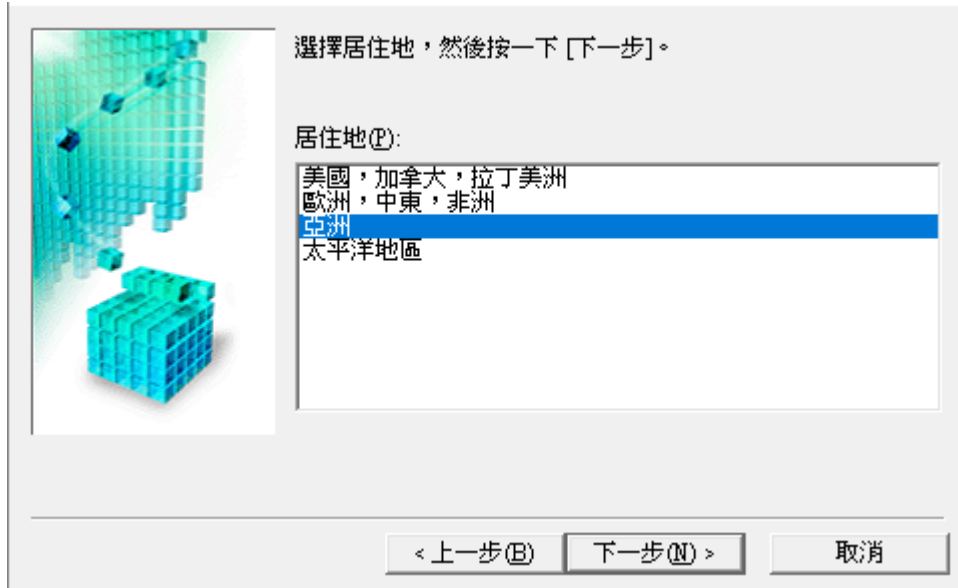 選擇居住地，然後按一下 [下一步]。
居住地(P):
美國，加拿大，拉丁美洲
歐洲，中東，非洲
亞洲
太平洋地區
< 上一步(B)
下一步(N) >
取消